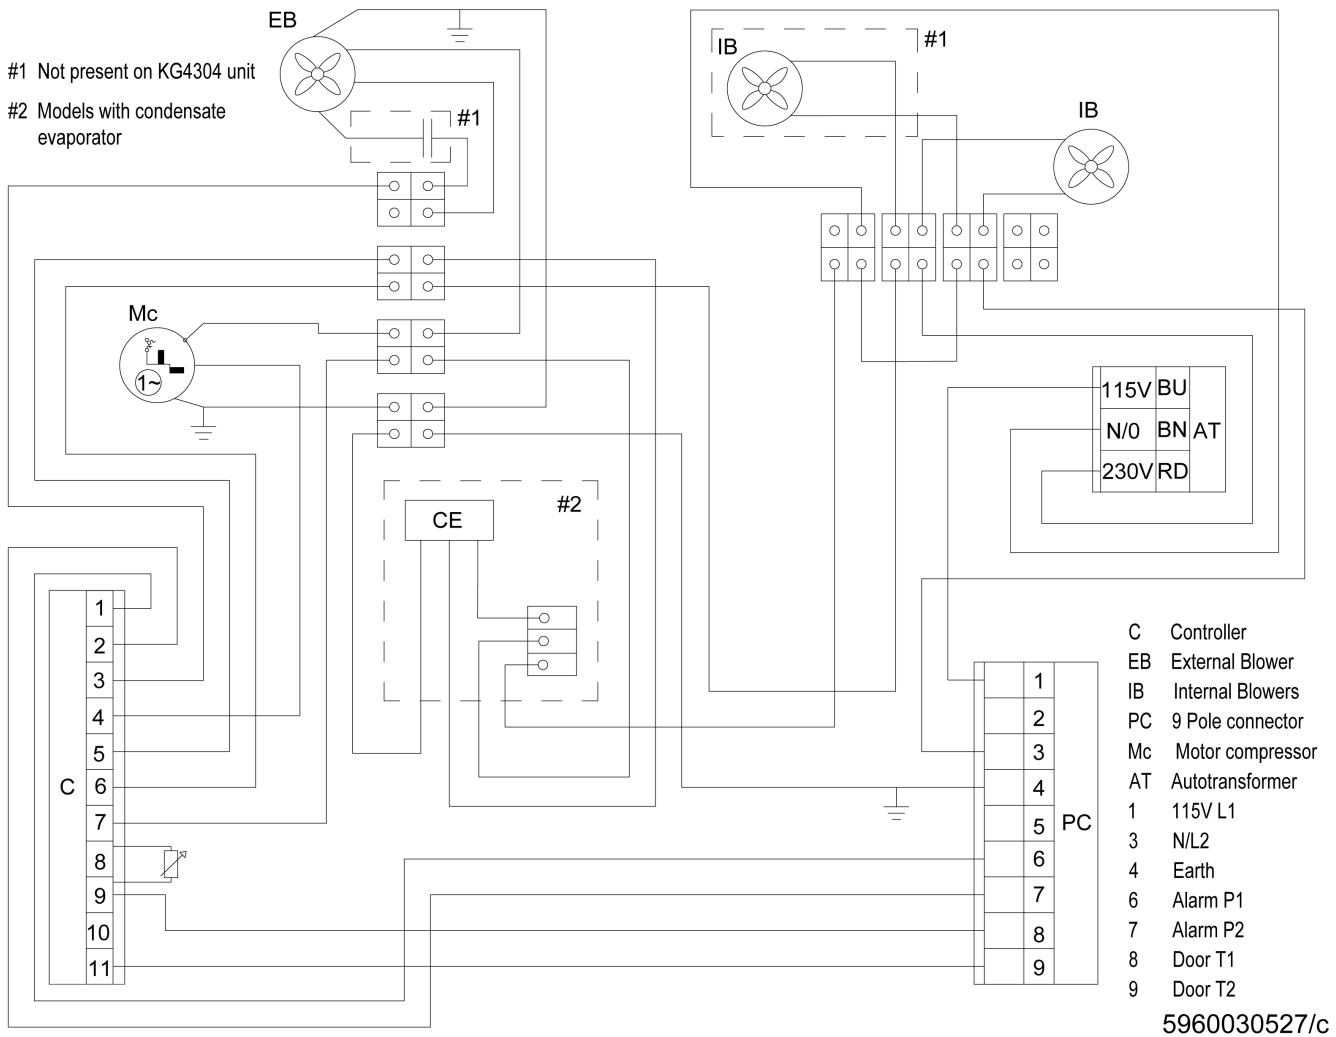 EB
#1 Not present on KG4304 unit
#2 Models with condensate
evaporator
#1
IB
#1
IB
Mc
1~
115V BU
N/0 BN AT
230V RD
#2
CE
C
1
2
3
4
5
6
7
8
9
10
11
1
2
3
4
5
6
7
8
9
PC
C Controller
EB External Blower
IB Internal Blowers
PC 9 Pole connector
Mc Motor compressor
AT Autotransformer
1 115V L1
3 N/L2
4 Earth
6 Alarm P1
7 Alarm P2
8 Door T1
9 Door T2
5960030527/c